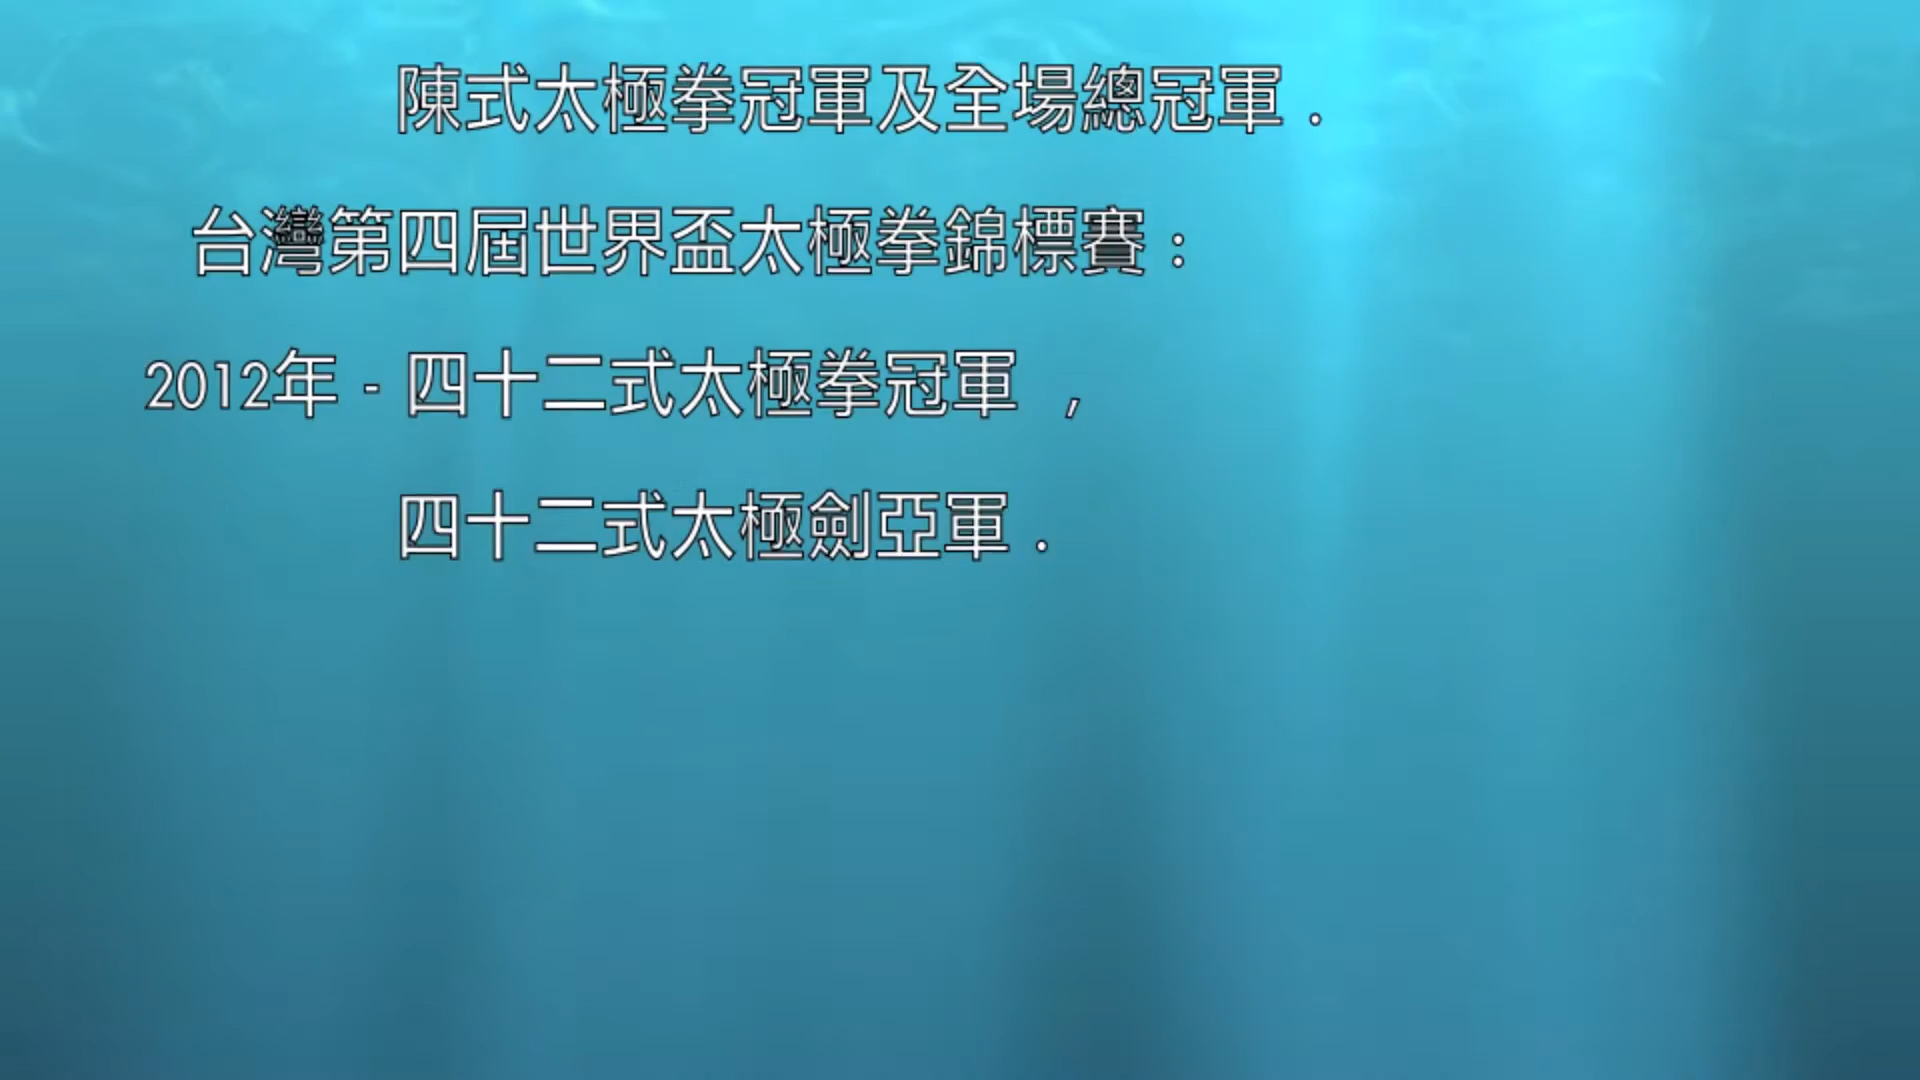 陳式太極拳冠軍及全場總冠軍．
台灣第四屆世界盃太極拳錦標賽：
2012年 - 四十二式太極拳冠軍 ，
四十二式太極劍亞軍．